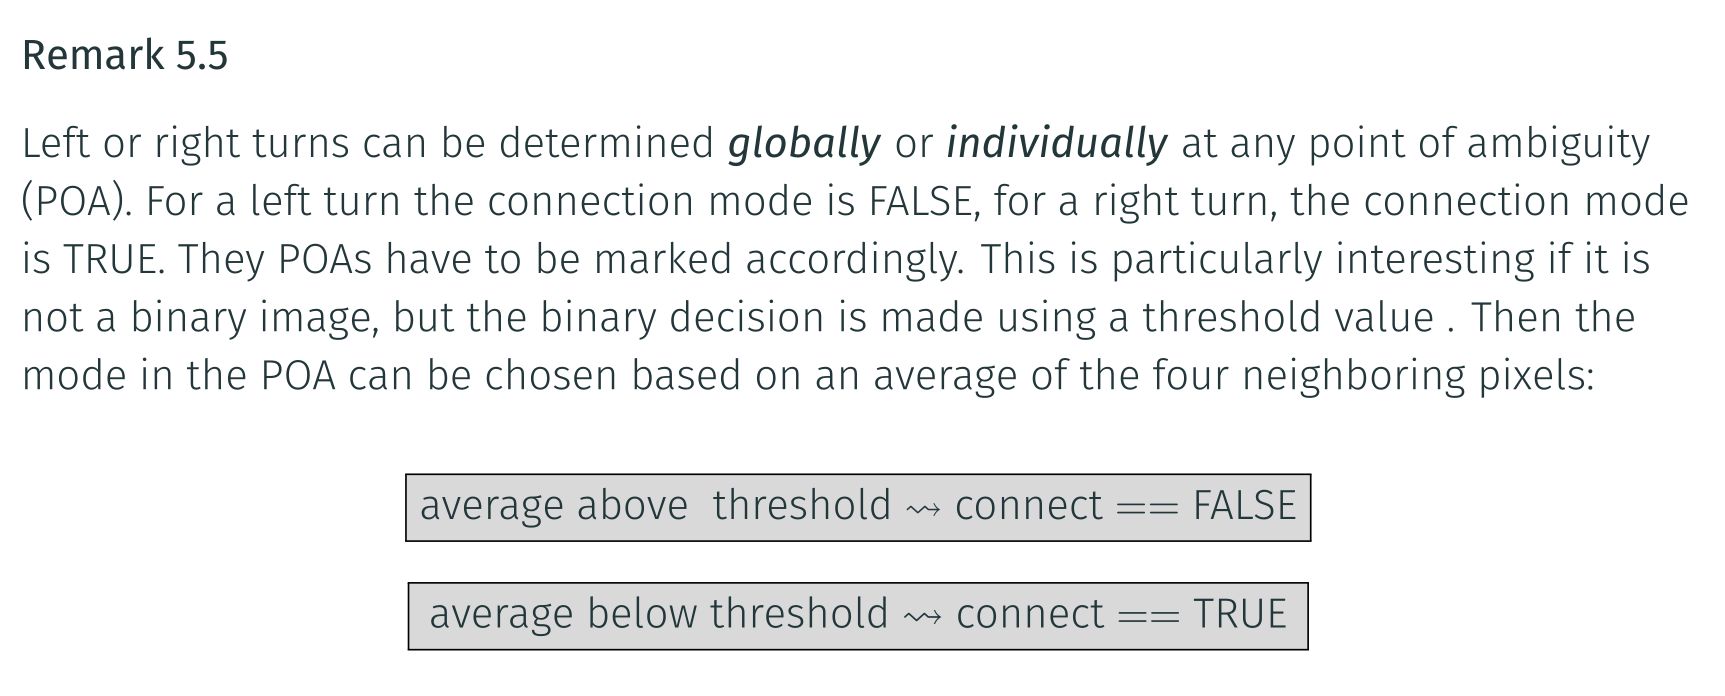 Remark 5.5
Left or right turns can be determined globally or individually at any point of ambiguity
(POA). For a left turn the connection mode is FALSE, for a right turn, the connection mode
is TRUE. They POAs have to be marked accordingly. This is particularly interesting if it is
not a binary image, but the binary decision is made using a threshold value . Then the
mode in the POA can be chosen based on an average of the four neighboring pixels:
average above threshold ⇝ connect == FALSE
average below threshold ⇝ connect == TRUE